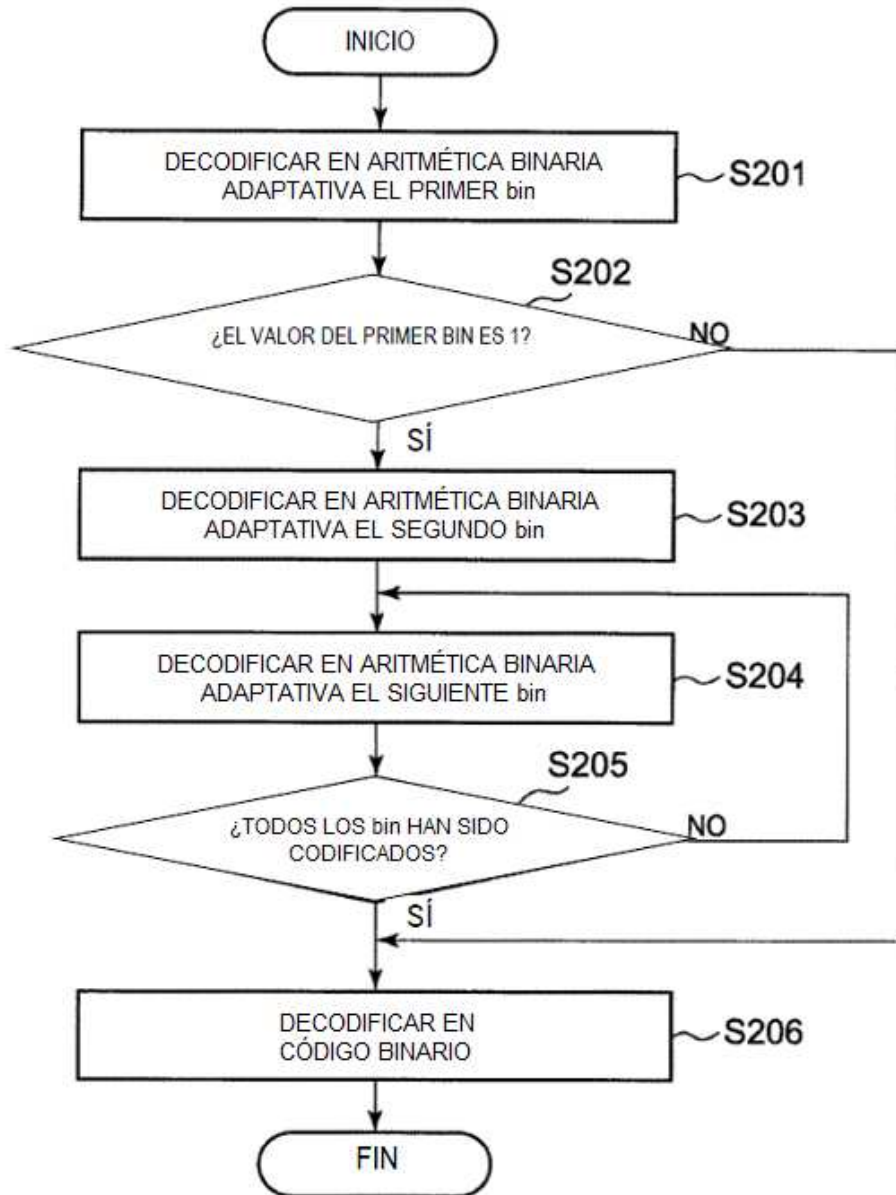 INICIO
DECODIFICAR EN ARITMÉTICA BINARIA
ADAPTATIVA EL PRIMER bin
S201
S202
¿EL VALOR DEL PRIMER BIN ES 1?
NO
SÍ
DECODIFICAR EN ARITMÉTICA BINARIA
ADAPTATIVA EL SEGUNDO bin
S203
DECODIFICAR EN ARITMÉTICA BINARIA
ADAPTATIVA EL SIGUIENTE bin
S204
S205
¿TODOS LOS bin HAN SIDO
CODIFICADOS?
NO
SÍ
DECODIFICAR EN
CÓDIGO BINARIO
S206
FIN